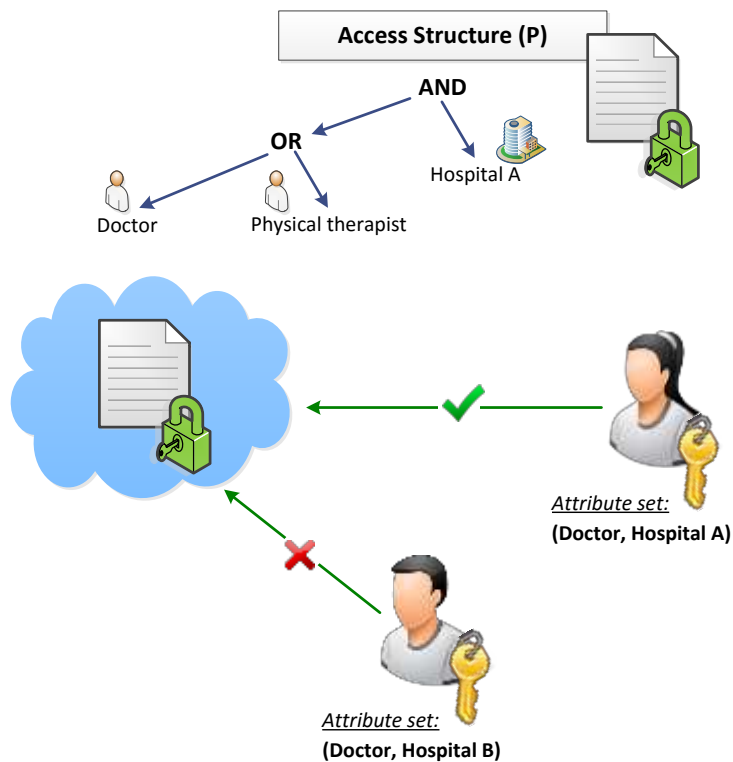 Access Structure (P)
AND
OR
Hospital A
Doctor
Physical therapist
Attribute set:
(Doctor, Hospital A)
Attribute set:
(Doctor, Hospital B)